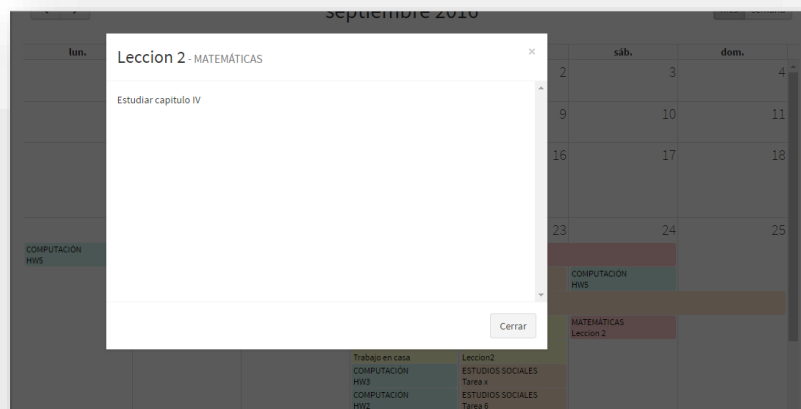 septiembre 2016
lun.
sáb.
dom.
Leccion 2 - MATEMÁTICAS
×
Estudiar capitulo IV
2
3
4
9
10
11
16
17
18
23
24
25
COMPUTACIÓN
HW5
COMPUTACIÓN
HW5
MATEMÁTICAS
Leccion 2
Cerrar
Trabajo en casa
Leccion2
COMPUTACIÓN
HW3
ESTUDIOS SOCIALES
Tarea x
COMPUTACIÓN
HW2
ESTUDIOS SOCIALES
Tarea 6